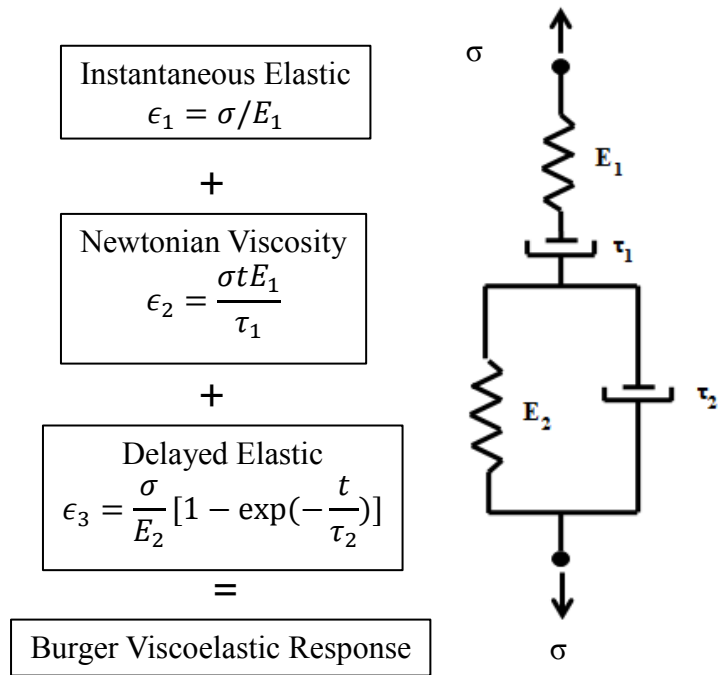 Instantaneous Elastic
ϵ₁ = σ/E₁
+
Newtonian Viscosity
ϵ₂ = σtE₁/τ₁
+
Delayed Elastic
ϵ₃ = σ/E₂ [1 − exp(−t/τ₂)]
=
Burger Viscoelastic Response
σ
E₁
τ₁
E₂
τ₂
σ